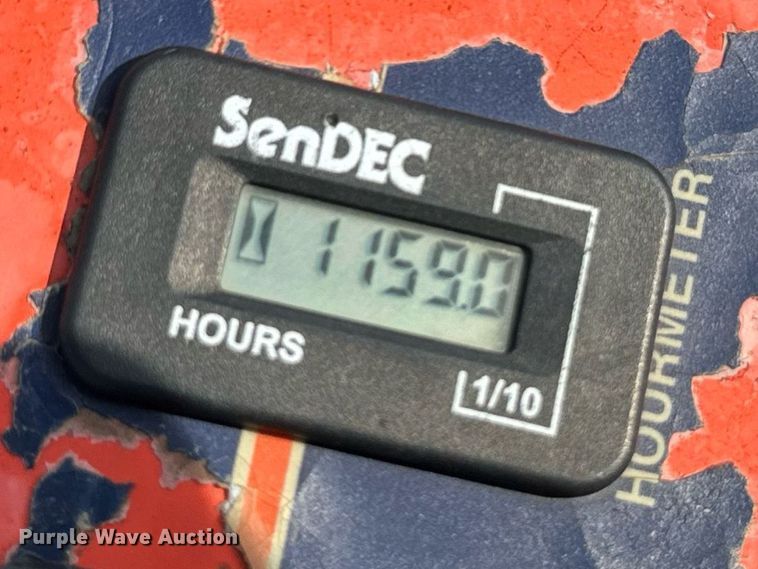 SenDEC
1159.0
HOURS
1/10
HOURMETER
Purple Wave Auction